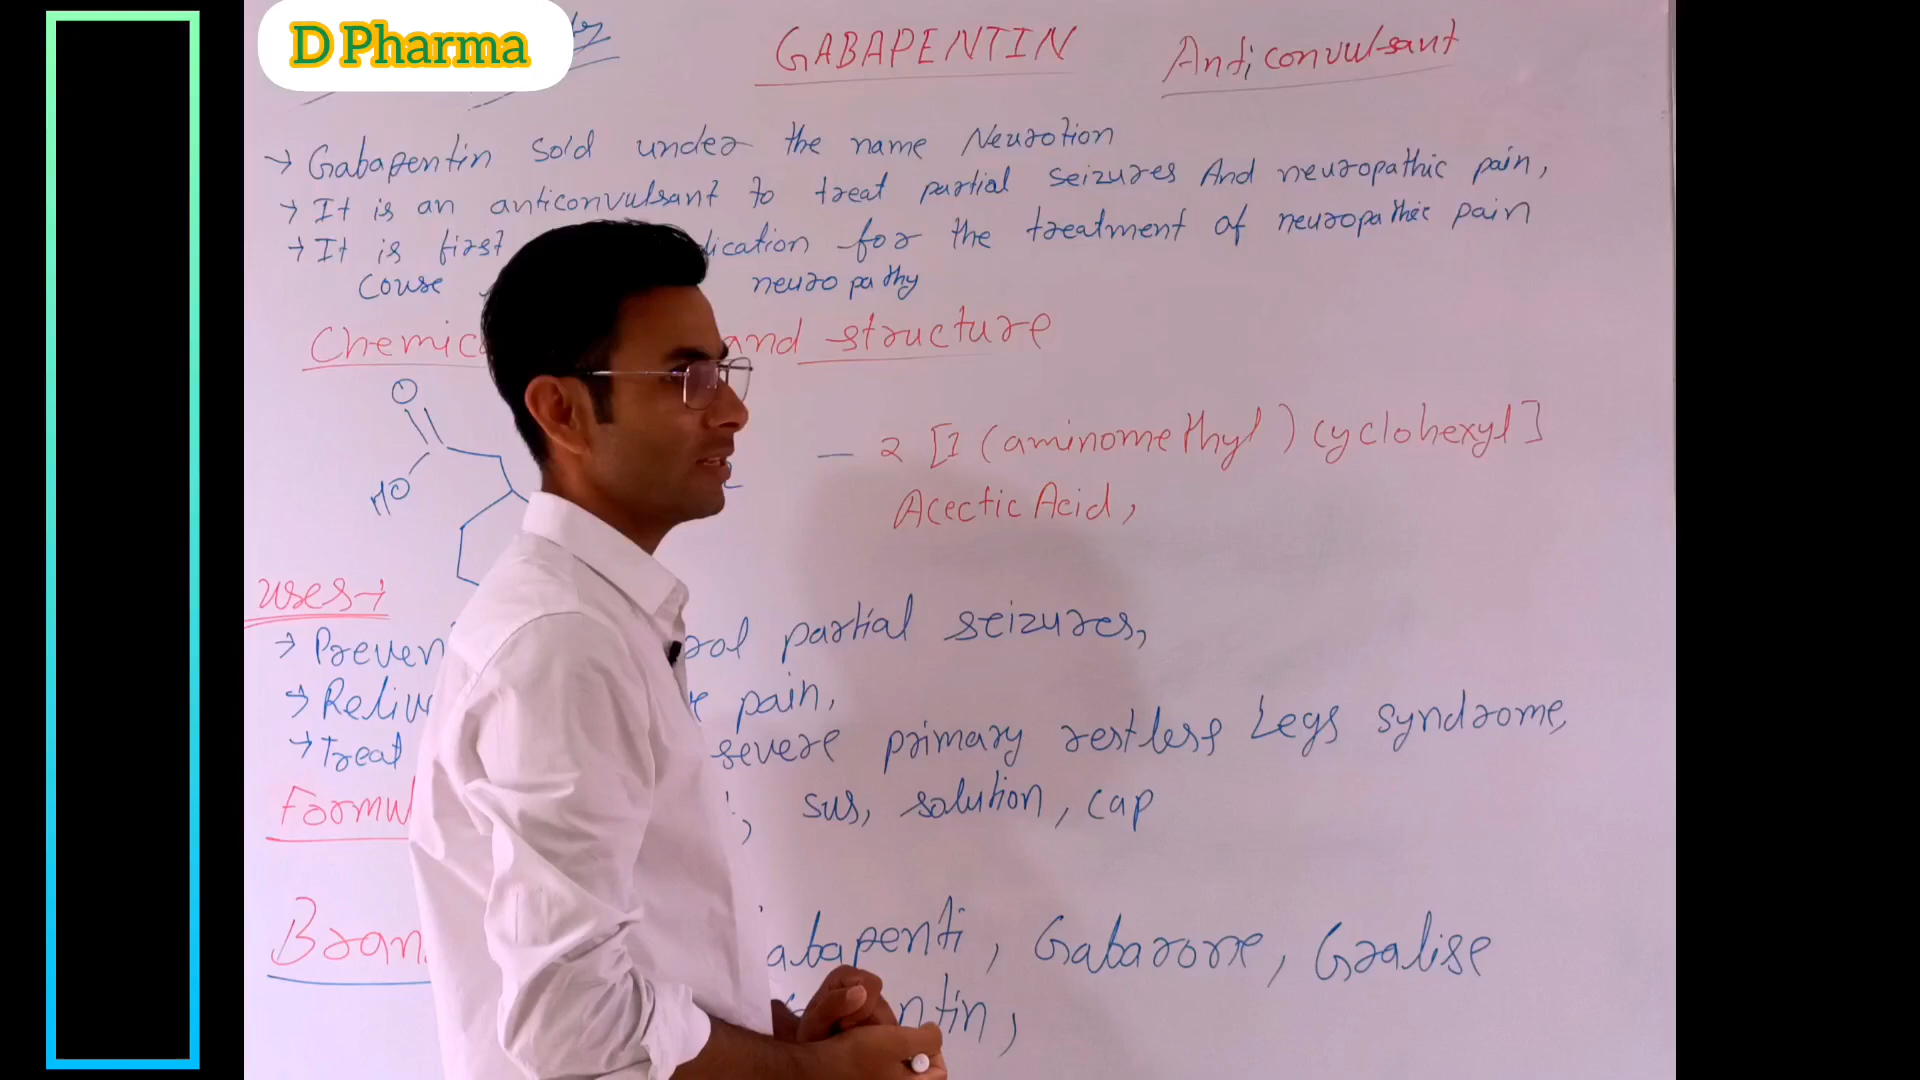 D Pharma
GABAPENTIN Anticonvulsant
→ Gabapentin sold under the name Neurotion
→ It is an anticonvulsant to treat partial seizures And neuropathic pain,
→ It is first dication for the treatment of neuropathic pain
Couse neuropathy
Chemic and structure
O
HO
— 2 [1 (aminomethyl) cyclohexyl]
Acectic Acid,
uses →
→ Preven rol partial seizures,
→ Reliv pain,
→ Treat severe primary restless Legs syndrome,
Formul , sus, solution, cap
Bran abapenti, Gabarone, Gralise
ntin,